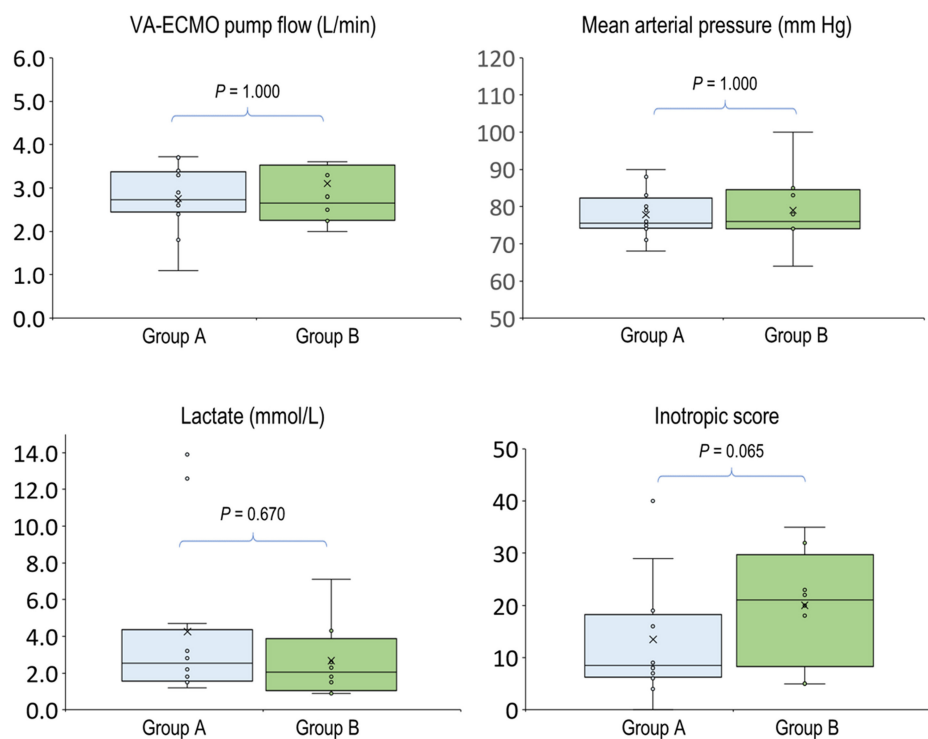 VA-ECMO pump flow (L/min)
6.0
5.0
4.0
3.0
2.0
1.0
0.0
P = 1.000
Group A
Group B
Mean arterial pressure (mm Hg)
120
110
100
90
80
70
60
50
P = 1.000
Group A
Group B
Lactate (mmol/L)
14.0
12.0
10.0
8.0
6.0
4.0
2.0
0.0
P = 0.670
Group A
Group B
Inotropic score
50
40
30
20
10
0
P = 0.065
Group A
Group B